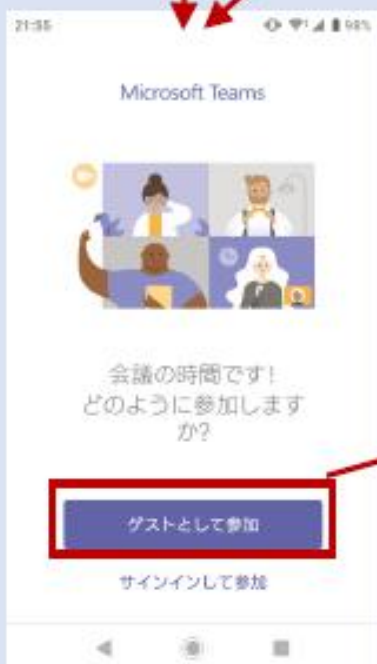 21:55
98%
Microsoft Teams
会議の時間です!
どのように参加します
か?
ゲストとして参加
サインインして参加